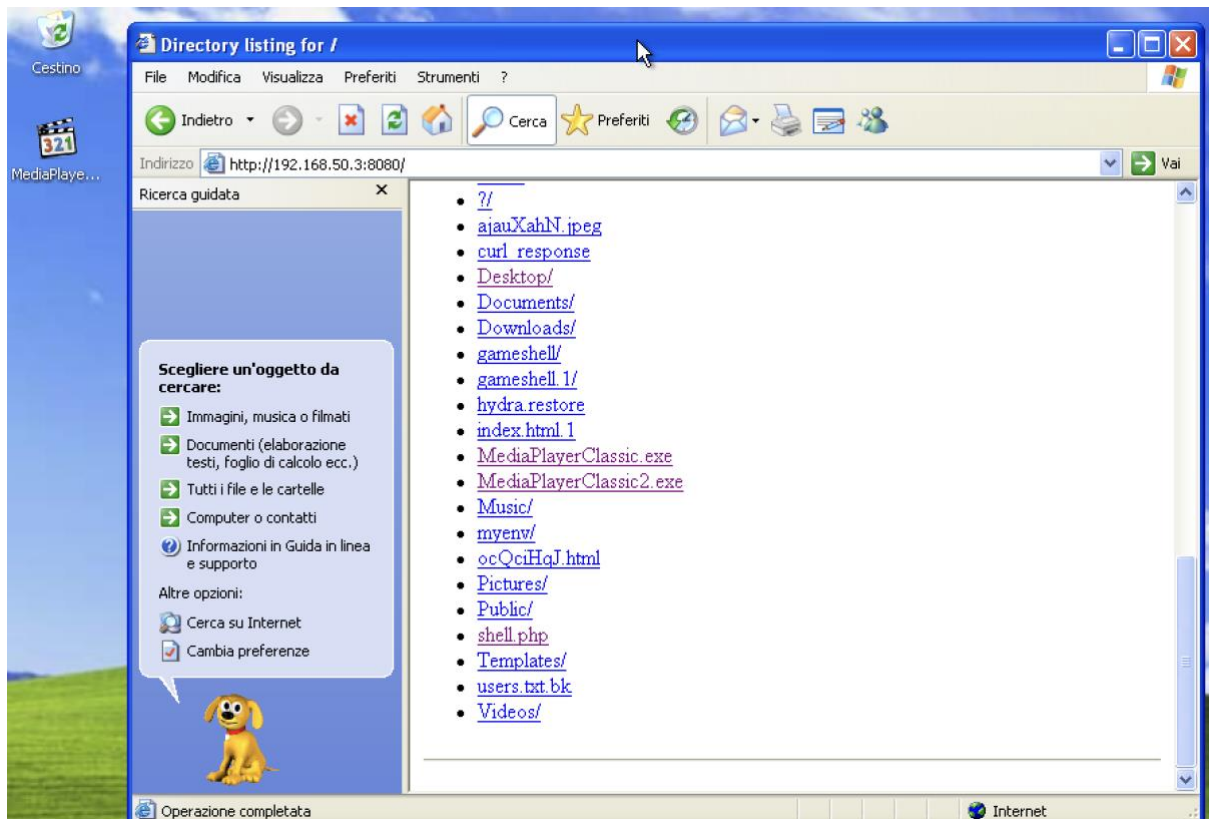 Cestino
321
MediaPlaye...
Directory listing for /
File Modifica Visualizza Preferiti Strumenti ?
Indietro Cerca Preferiti
Indirizzo http://192.168.50.3:8080/ Vai
Ricerca guidata
Scegliere un'oggetto da
cercare:
Immagini, musica o filmati
Documenti (elaborazione
testi, foglio di calcolo ecc.)
Tutti i file e le cartelle
Computer o contatti
Informazioni in Guida in linea
e supporto
Altre opzioni:
Cerca su Internet
Cambia preferenze
?/
ajauXahN.jpeg
curl_response
Desktop/
Documents/
Downloads/
gameshell/
gameshell.1/
hydra.restore
index.html.1
MediaPlayerClassic.exe
MediaPlayerClassic2.exe
Music/
myenv/
ocQciHqJ.html
Pictures/
Public/
shell.php
Templates/
users.txt.bk
Videos/
Operazione completata Internet